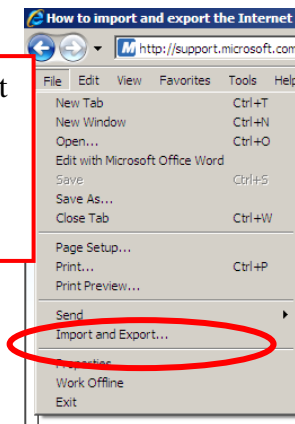 How to import and export the Internet
http://support.microsoft.com
File Edit View Favorites Tools Help
t
New Tab Ctrl+T
New Window Ctrl+N
Open... Ctrl+O
Edit with Microsoft Office Word
Save Ctrl+S
Save As...
Close Tab Ctrl+W
Page Setup...
Print... Ctrl+P
Print Preview...
Send
Import and Export...
Properties
Work Offline
Exit